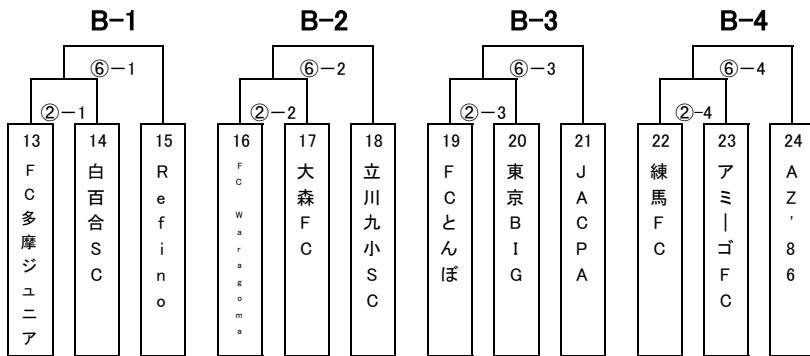 B-1 B-2 B-3 B-4
⑥-1 ⑥-2 ⑥-3 ⑥-4
②-1 ②-2 ②-3 ②-4
13 14 15 16 17 18 19 20 21 22 23 24
FC多摩ジュニア
白百合SC
Refino
FC Waragoma
大森FC
立川九小SC
FCとんぼ
東京BIG
JACPA
練馬FC
アミーゴFC
AZ'86